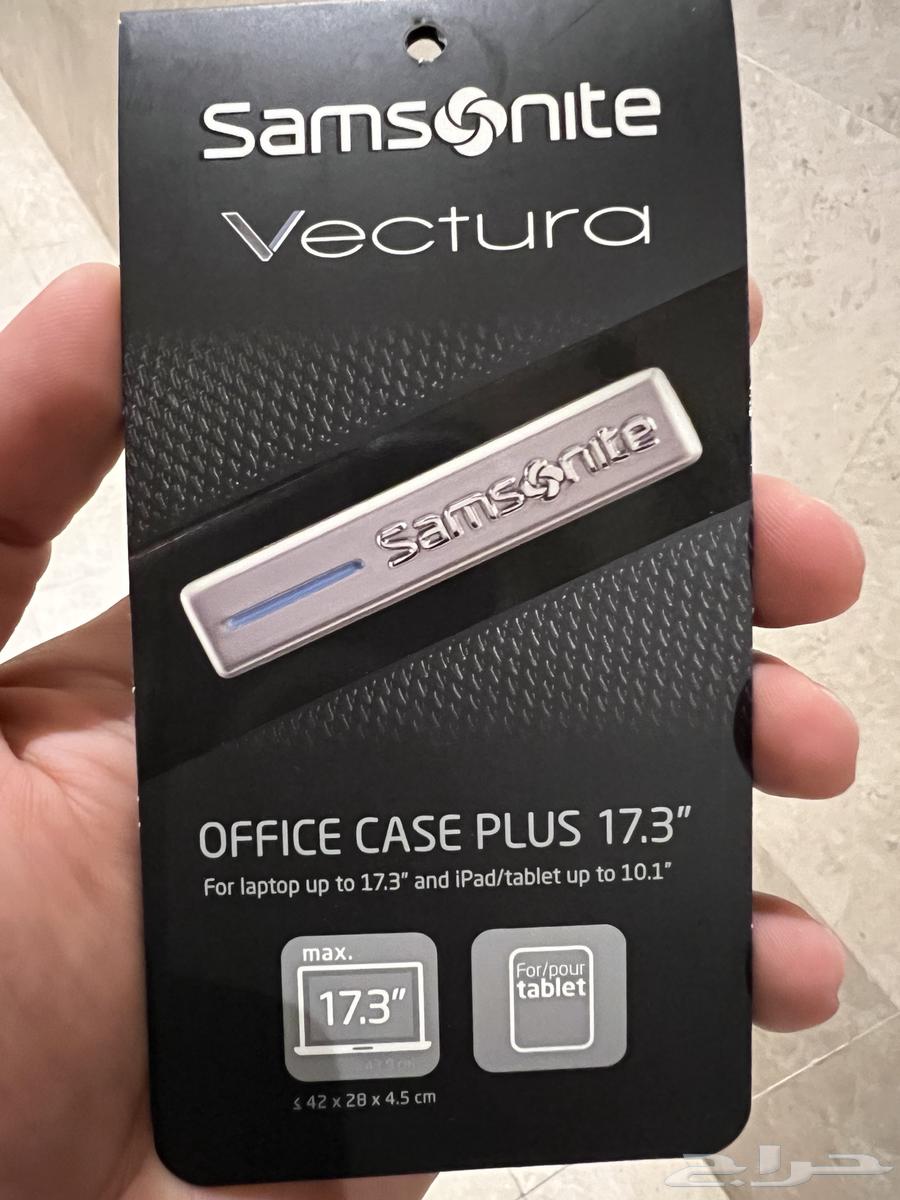 Samsonite
Vectura
Samsonite
OFFICE CASE PLUS 17.3”
For laptop up to 17.3” and iPad/tablet up to 10.1”
max.
17.3”
For/pour
tablet
≤ 42 x 28 x 4.5 cm
حراج